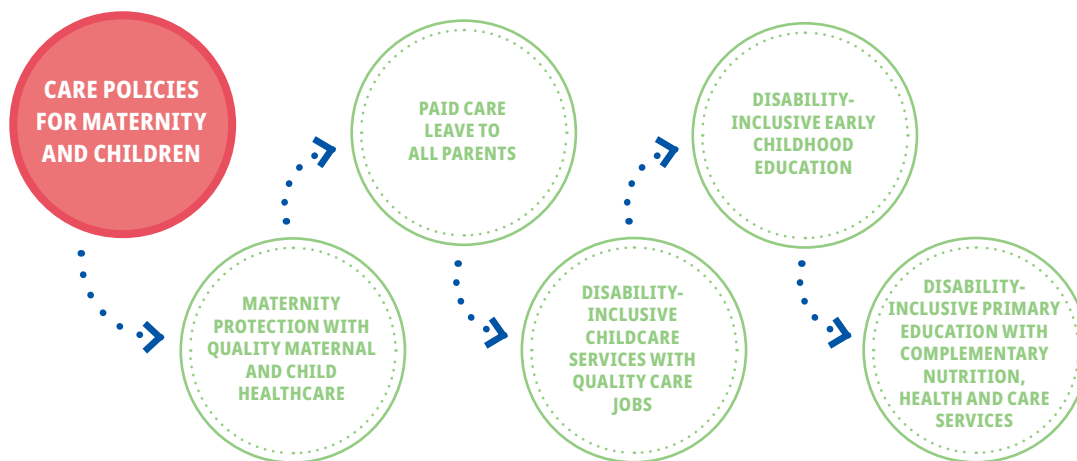 CARE POLICIES
FOR MATERNITY
AND CHILDREN
MATERNITY
PROTECTION WITH
QUALITY MATERNAL
AND CHILD
HEALTHCARE
PAID CARE
LEAVE TO
ALL PARENTS
DISABILITY-
INCLUSIVE
CHILDCARE
SERVICES WITH
QUALITY CARE
JOBS
DISABILITY-
INCLUSIVE EARLY
CHILDHOOD
EDUCATION
DISABILITY-
INCLUSIVE PRIMARY
EDUCATION WITH
COMPLEMENTARY
NUTRITION,
HEALTH AND CARE
SERVICES